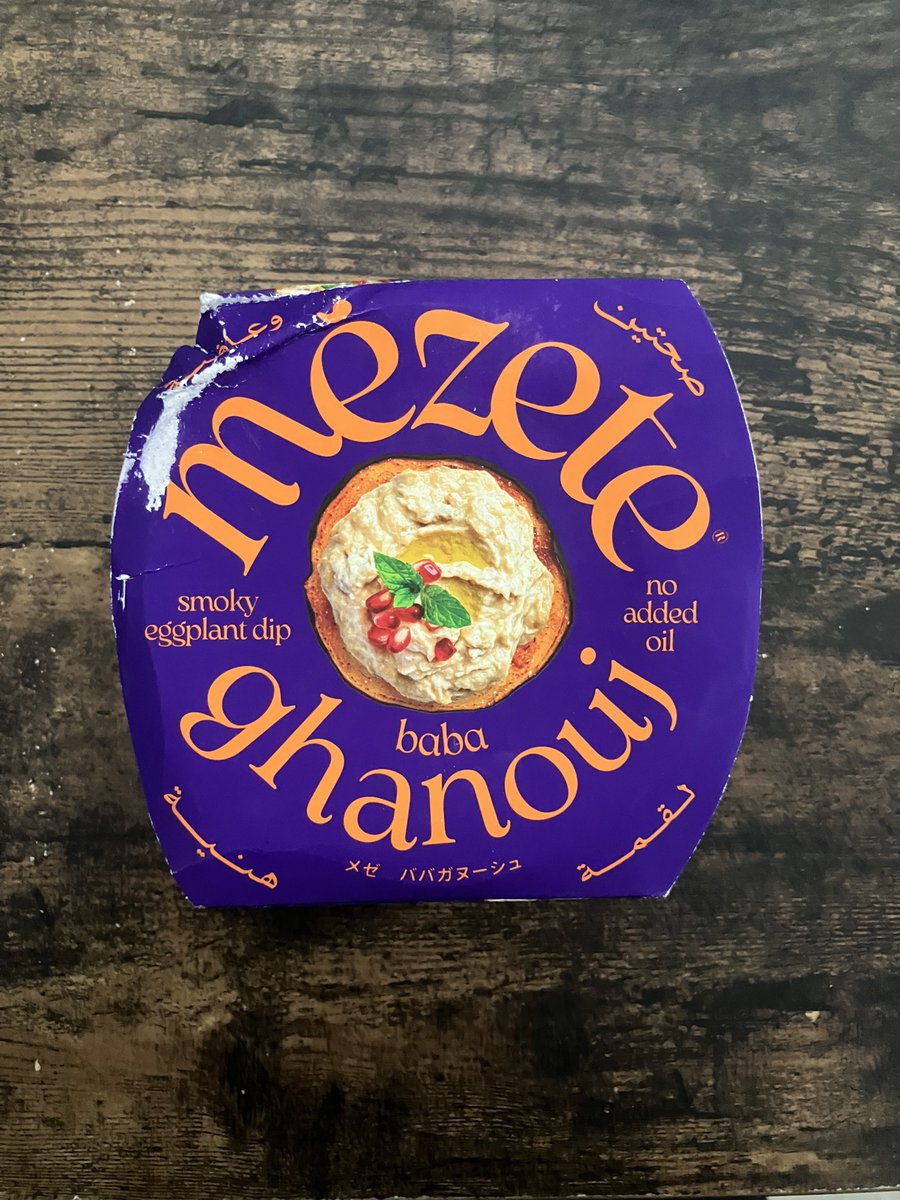 وعافية
صحتين
mezete®
smoky
eggplant dip
no
added
oil
baba
ghanouj
هنية
لقمة
メゼ ババガヌーシュ